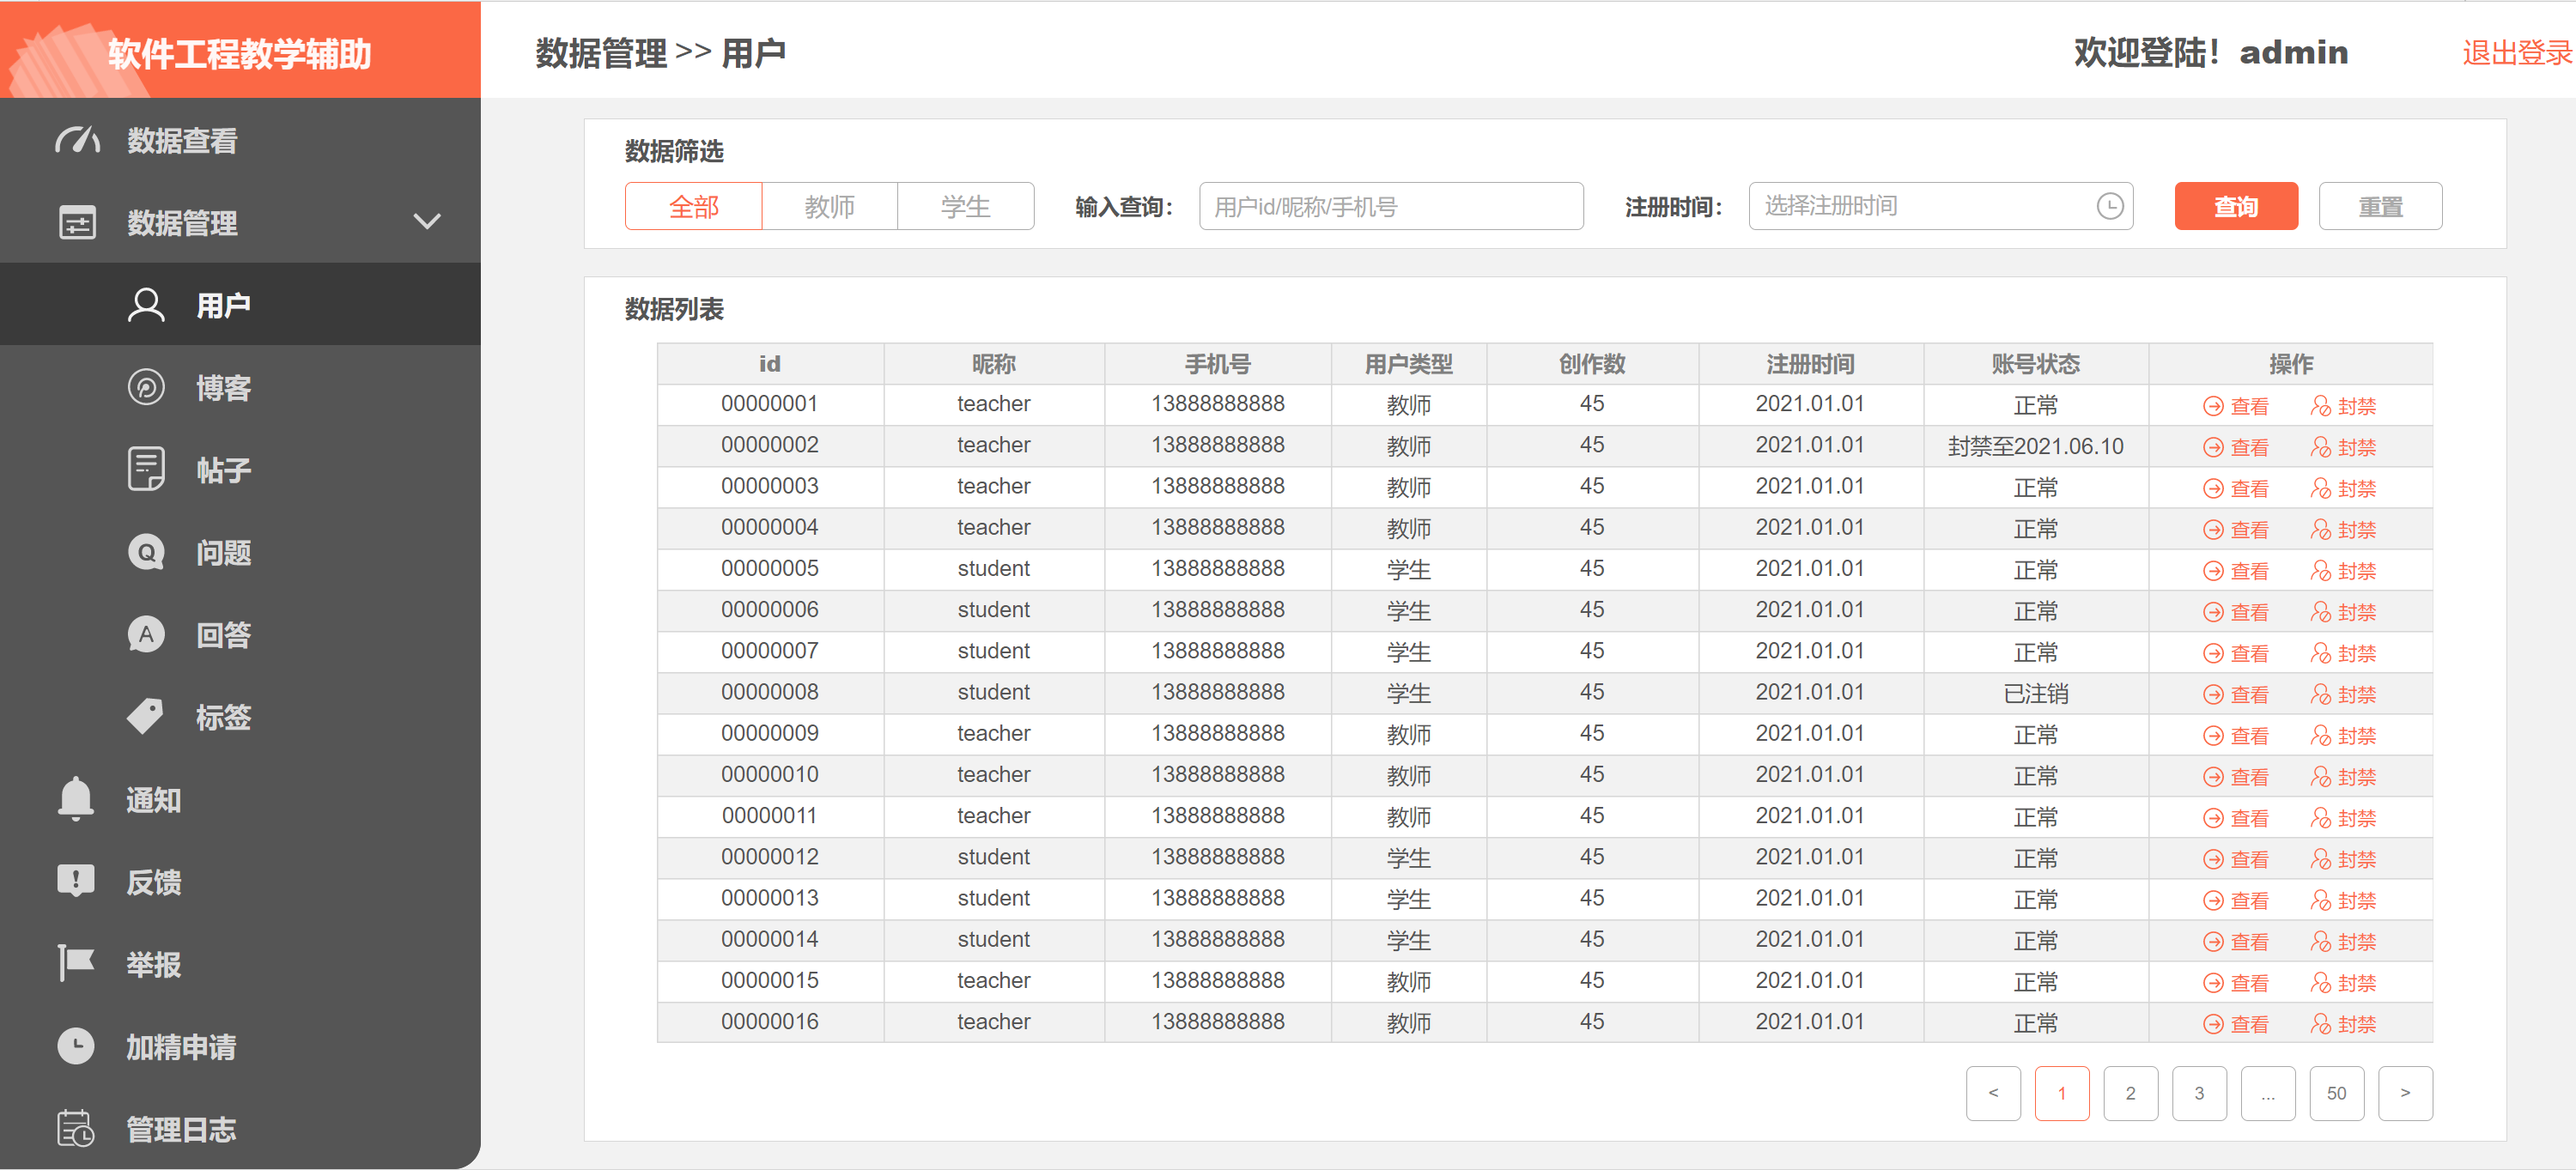 软件工程教学辅助
数据管理 >> 用户
欢迎登陆！admin
退出登录
数据查看
数据管理
用户
博客
帖子
问题
回答
标签
通知
反馈
举报
加精申请
管理日志
数据筛选
全部 教师 学生 输入查询： 用户id/昵称/手机号 注册时间： 选择注册时间 查询 重置
数据列表
id 昵称 手机号 用户类型 创作数 注册时间 账号状态 操作
00000001 teacher 13888888888 教师 45 2021.01.01 正常 查看 封禁
00000002 teacher 13888888888 教师 45 2021.01.01 封禁至2021.06.10 查看 封禁
00000003 teacher 13888888888 教师 45 2021.01.01 正常 查看 封禁
00000004 teacher 13888888888 教师 45 2021.01.01 正常 查看 封禁
00000005 student 13888888888 学生 45 2021.01.01 正常 查看 封禁
00000006 student 13888888888 学生 45 2021.01.01 正常 查看 封禁
00000007 student 13888888888 学生 45 2021.01.01 正常 查看 封禁
00000008 student 13888888888 学生 45 2021.01.01 已注销 查看 封禁
00000009 teacher 13888888888 教师 45 2021.01.01 正常 查看 封禁
00000010 teacher 13888888888 教师 45 2021.01.01 正常 查看 封禁
00000011 teacher 13888888888 教师 45 2021.01.01 正常 查看 封禁
00000012 student 13888888888 学生 45 2021.01.01 正常 查看 封禁
00000013 student 13888888888 学生 45 2021.01.01 正常 查看 封禁
00000014 student 13888888888 学生 45 2021.01.01 正常 查看 封禁
00000015 teacher 13888888888 教师 45 2021.01.01 正常 查看 封禁
00000016 teacher 13888888888 教师 45 2021.01.01 正常 查看 封禁
< 1 2 3 ... 50 >